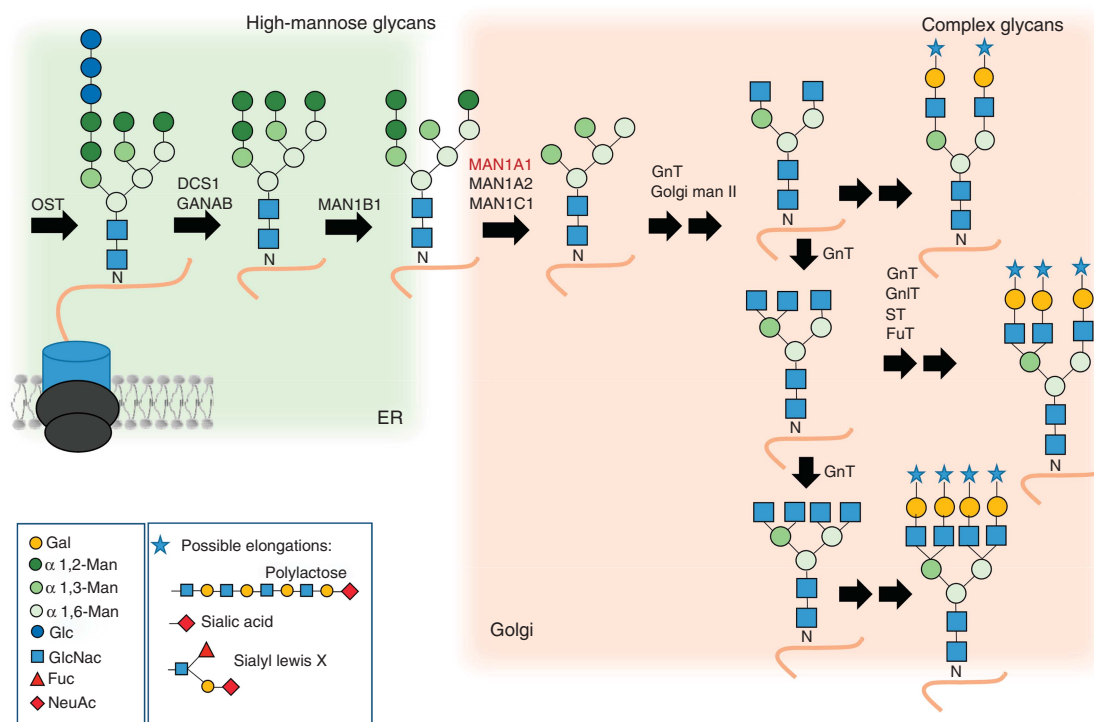 High-mannose glycans
Complex glycans
OST
N
DCS1
GANAB
N
MAN1B1
N
MAN1A1
MAN1A2
MAN1C1
N
GnT
Golgi man II
N
N
GnT
GnT
GnlT
ST
FuT
N
N
GnT
N
N
ER
Golgi
Gal
α 1,2-Man
α 1,3-Man
α 1,6-Man
Glc
GlcNac
Fuc
NeuAc
Possible elongations:
Polylactose
Sialic acid
Sialyl lewis X